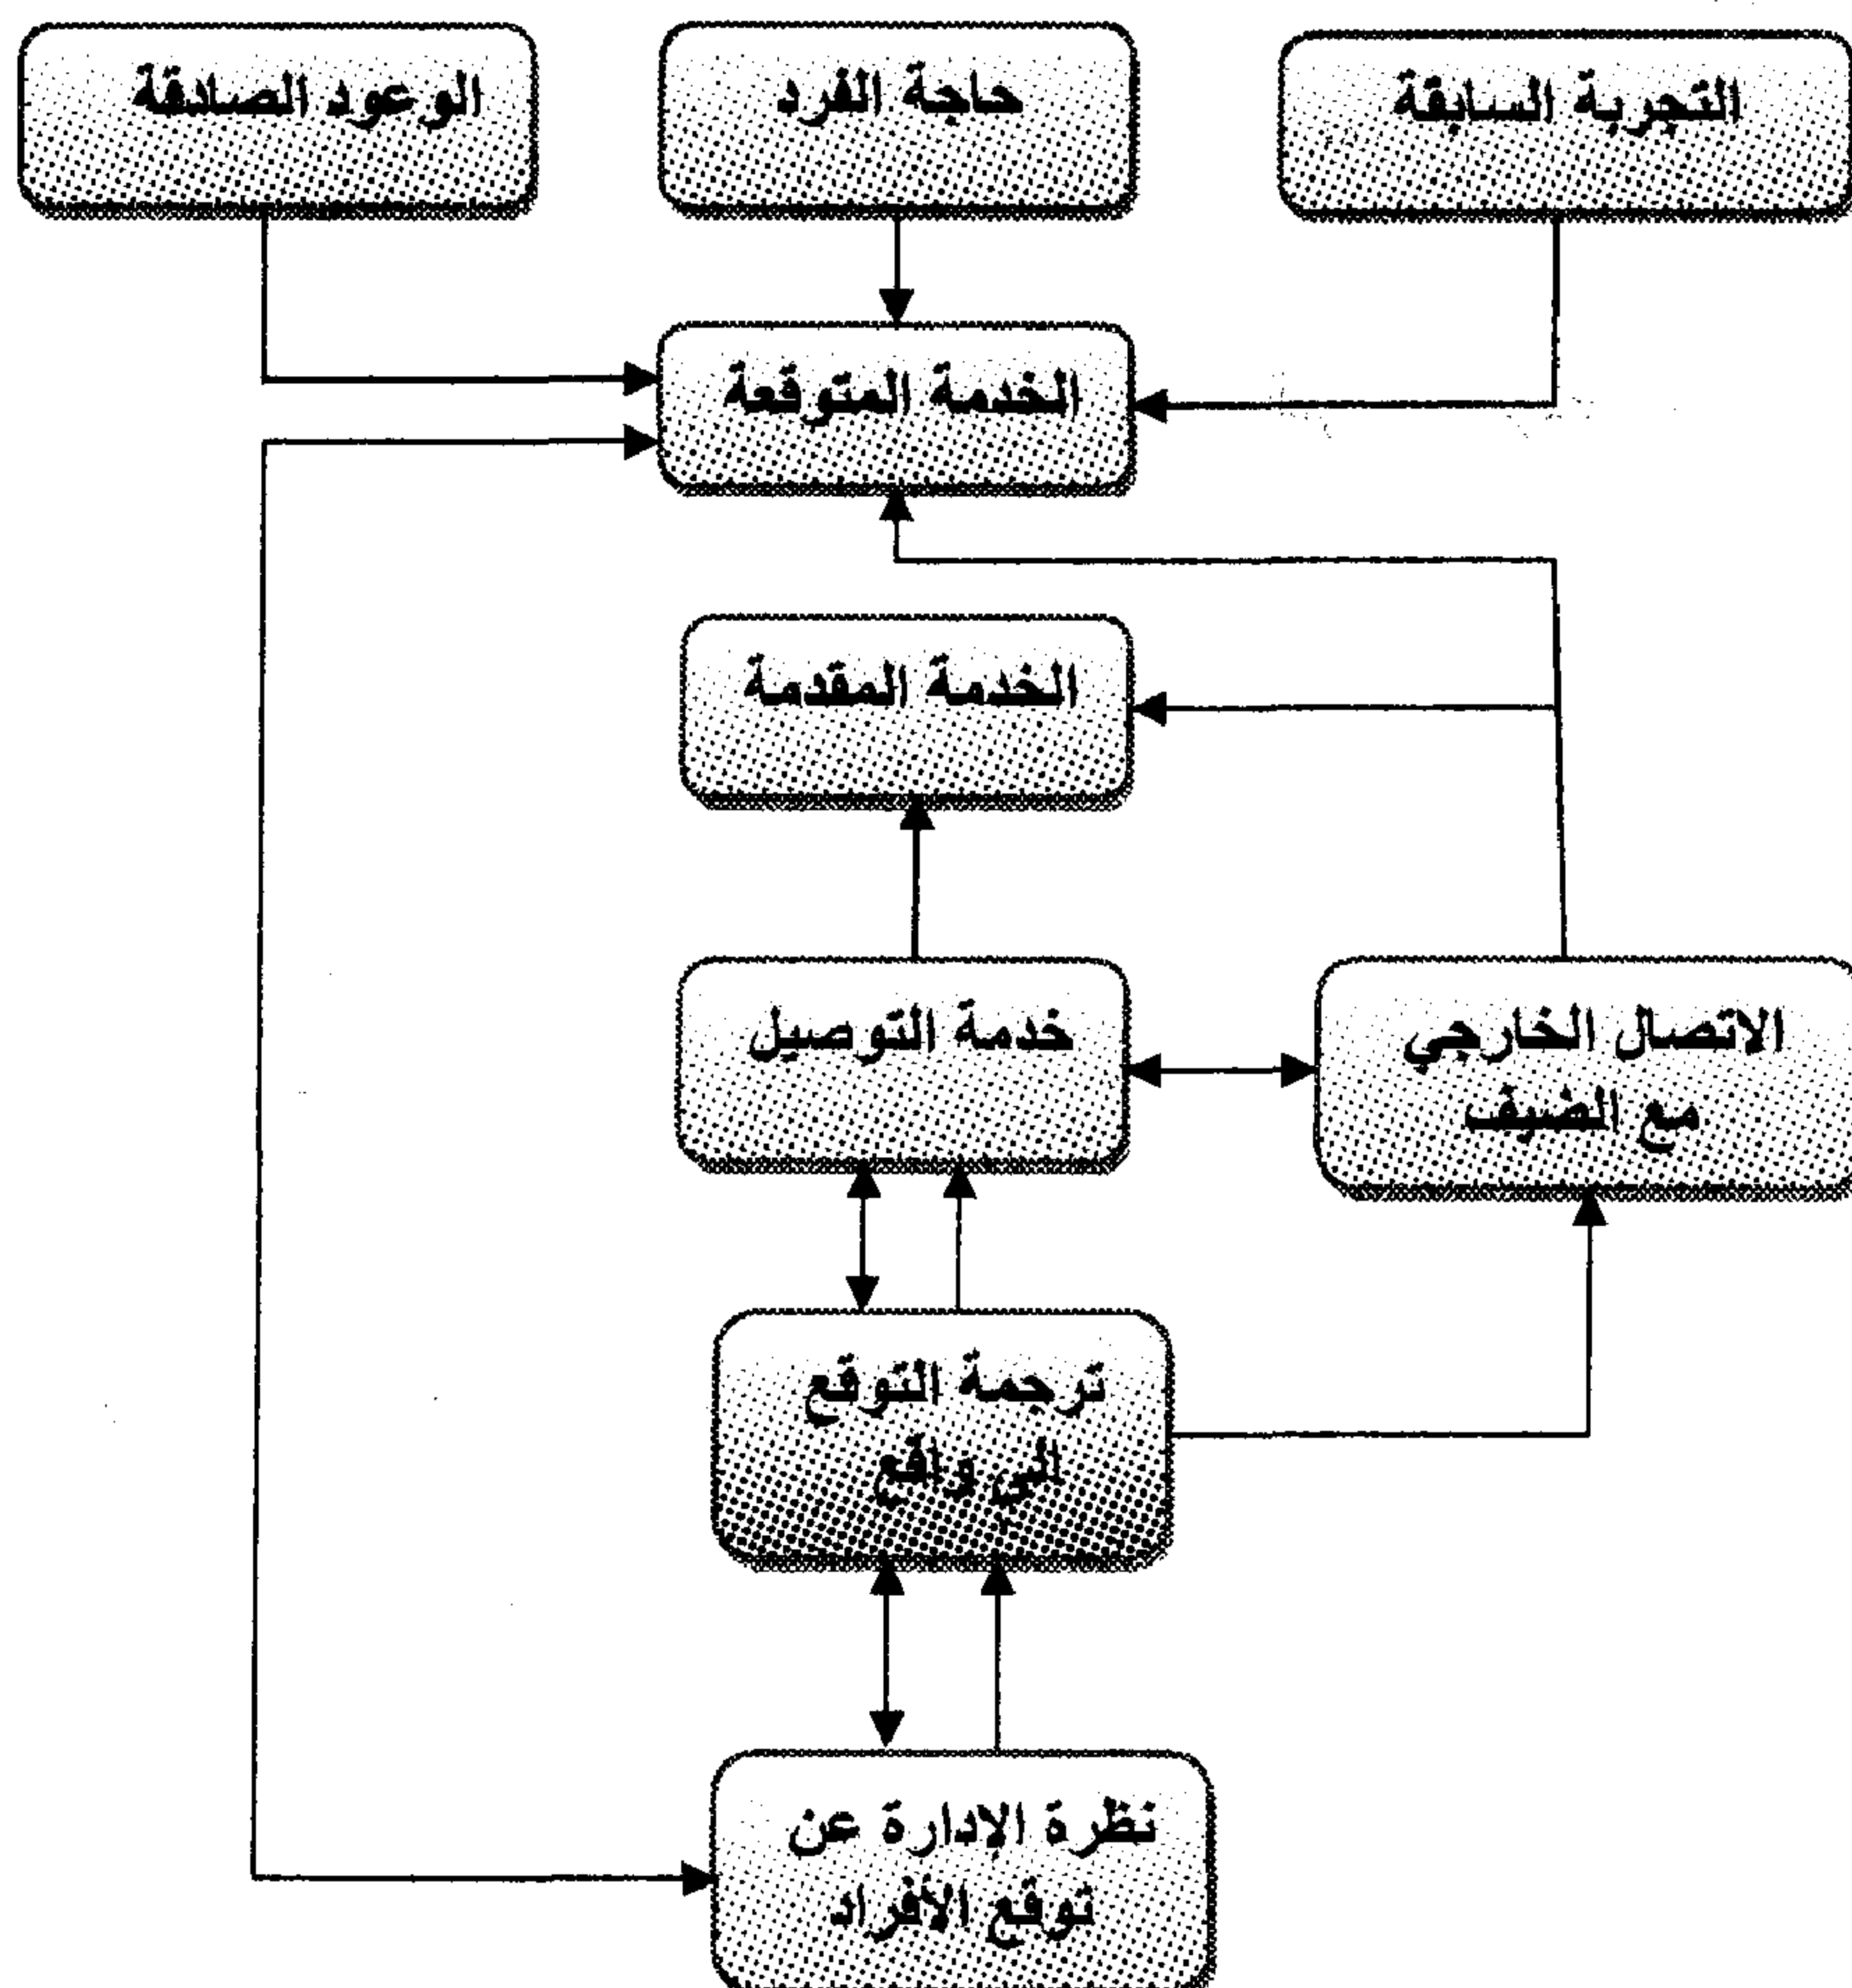 التجربة السابقة
حاجة الفرد
الوعود الصادقة
الخدمة المتوقعة
الخدمة المقدمة
الاتصال الخارجي
مع الضيف
خدمة التوصيل
ترجمة التوقع
الي واقع
نظرة الإدارة عن
توقع الأفراد